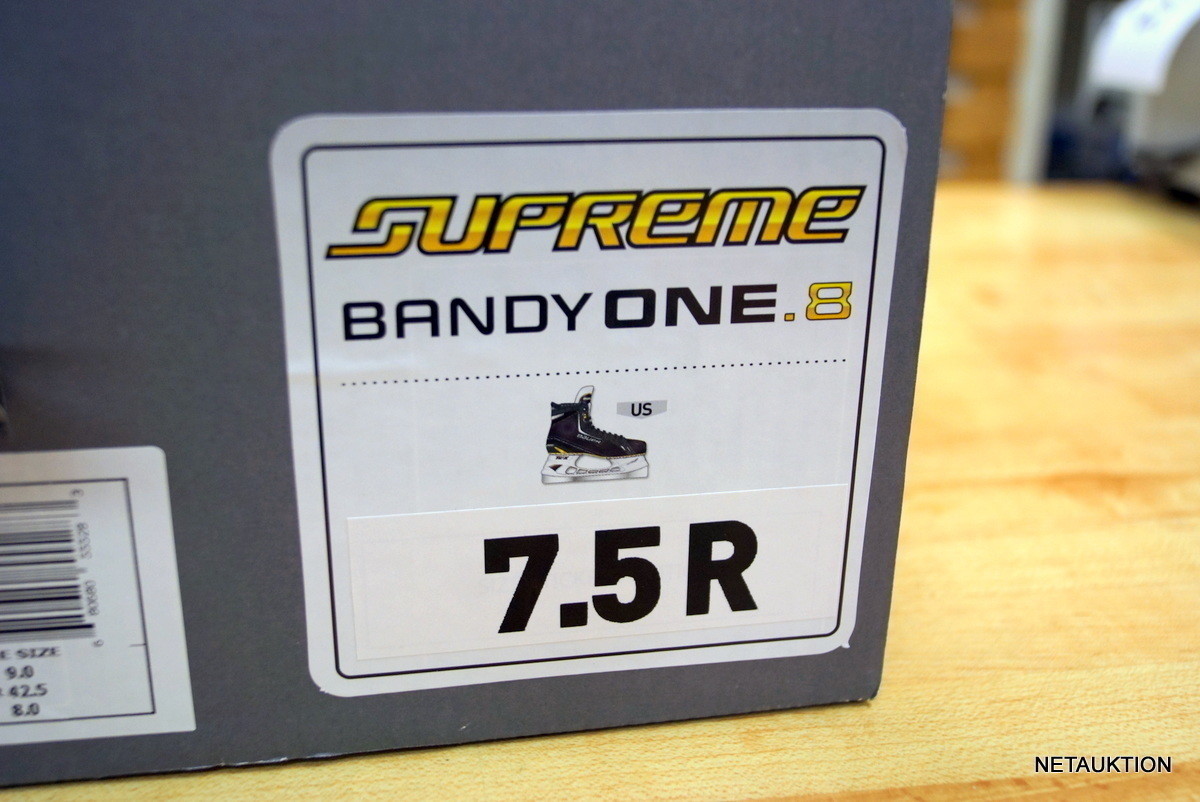 SUPREME
BANDY ONE.8
US
7.5 R
E SIZE
9.0
42.5
8.0
NETAUKTION